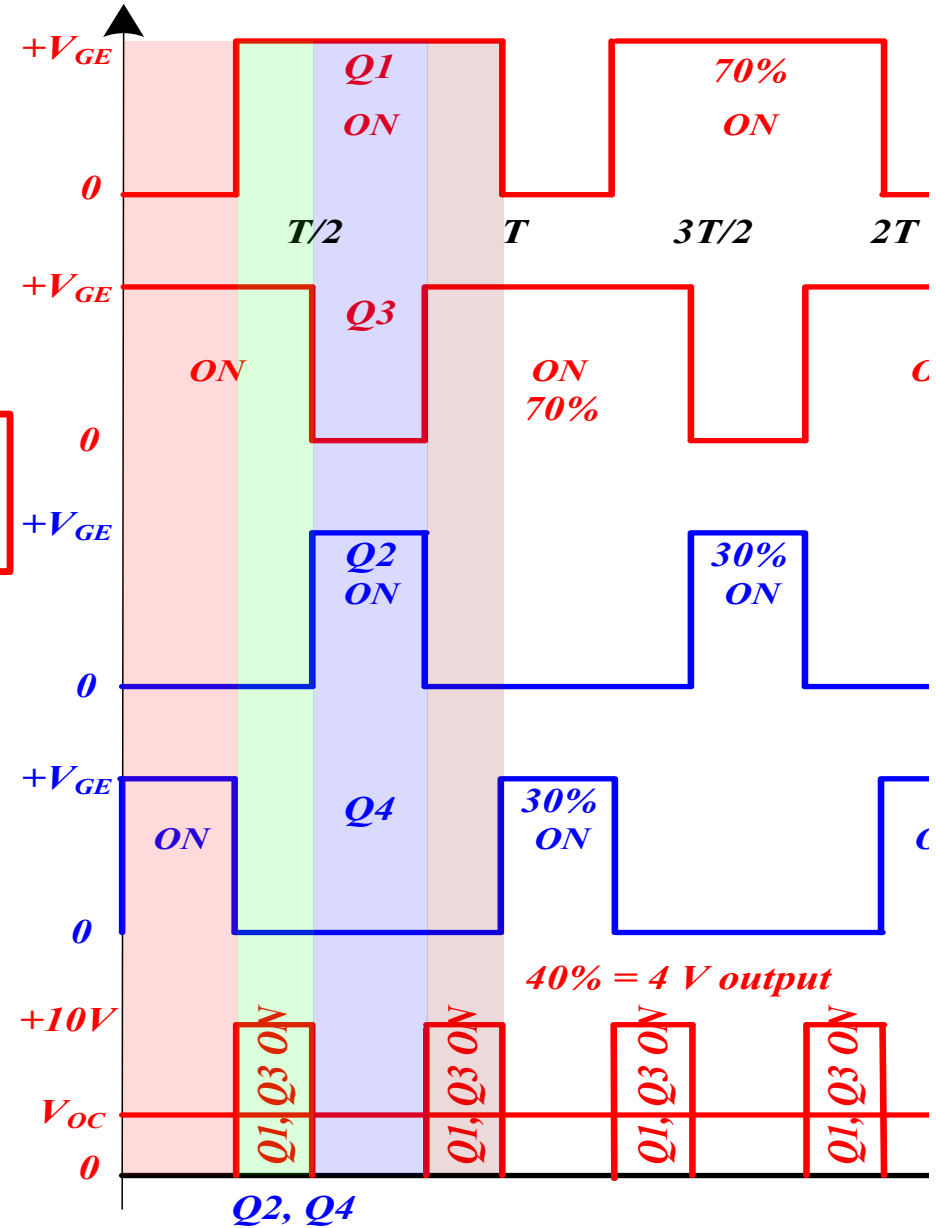 +VGE
Q1
70%
ON
ON
0
T/2
T
3T/2
2T
+VGE
Q3
ON
ON
70%
0
+VGE
Q2
ON
30%
ON
0
+VGE
Q4
30%
ON
ON
0
40% = 4 V output
+10V
Q1, Q3 ON
Q1, Q3 ON
Q1, Q3 ON
Q1, Q3 ON
VOC
0
Q2, Q4